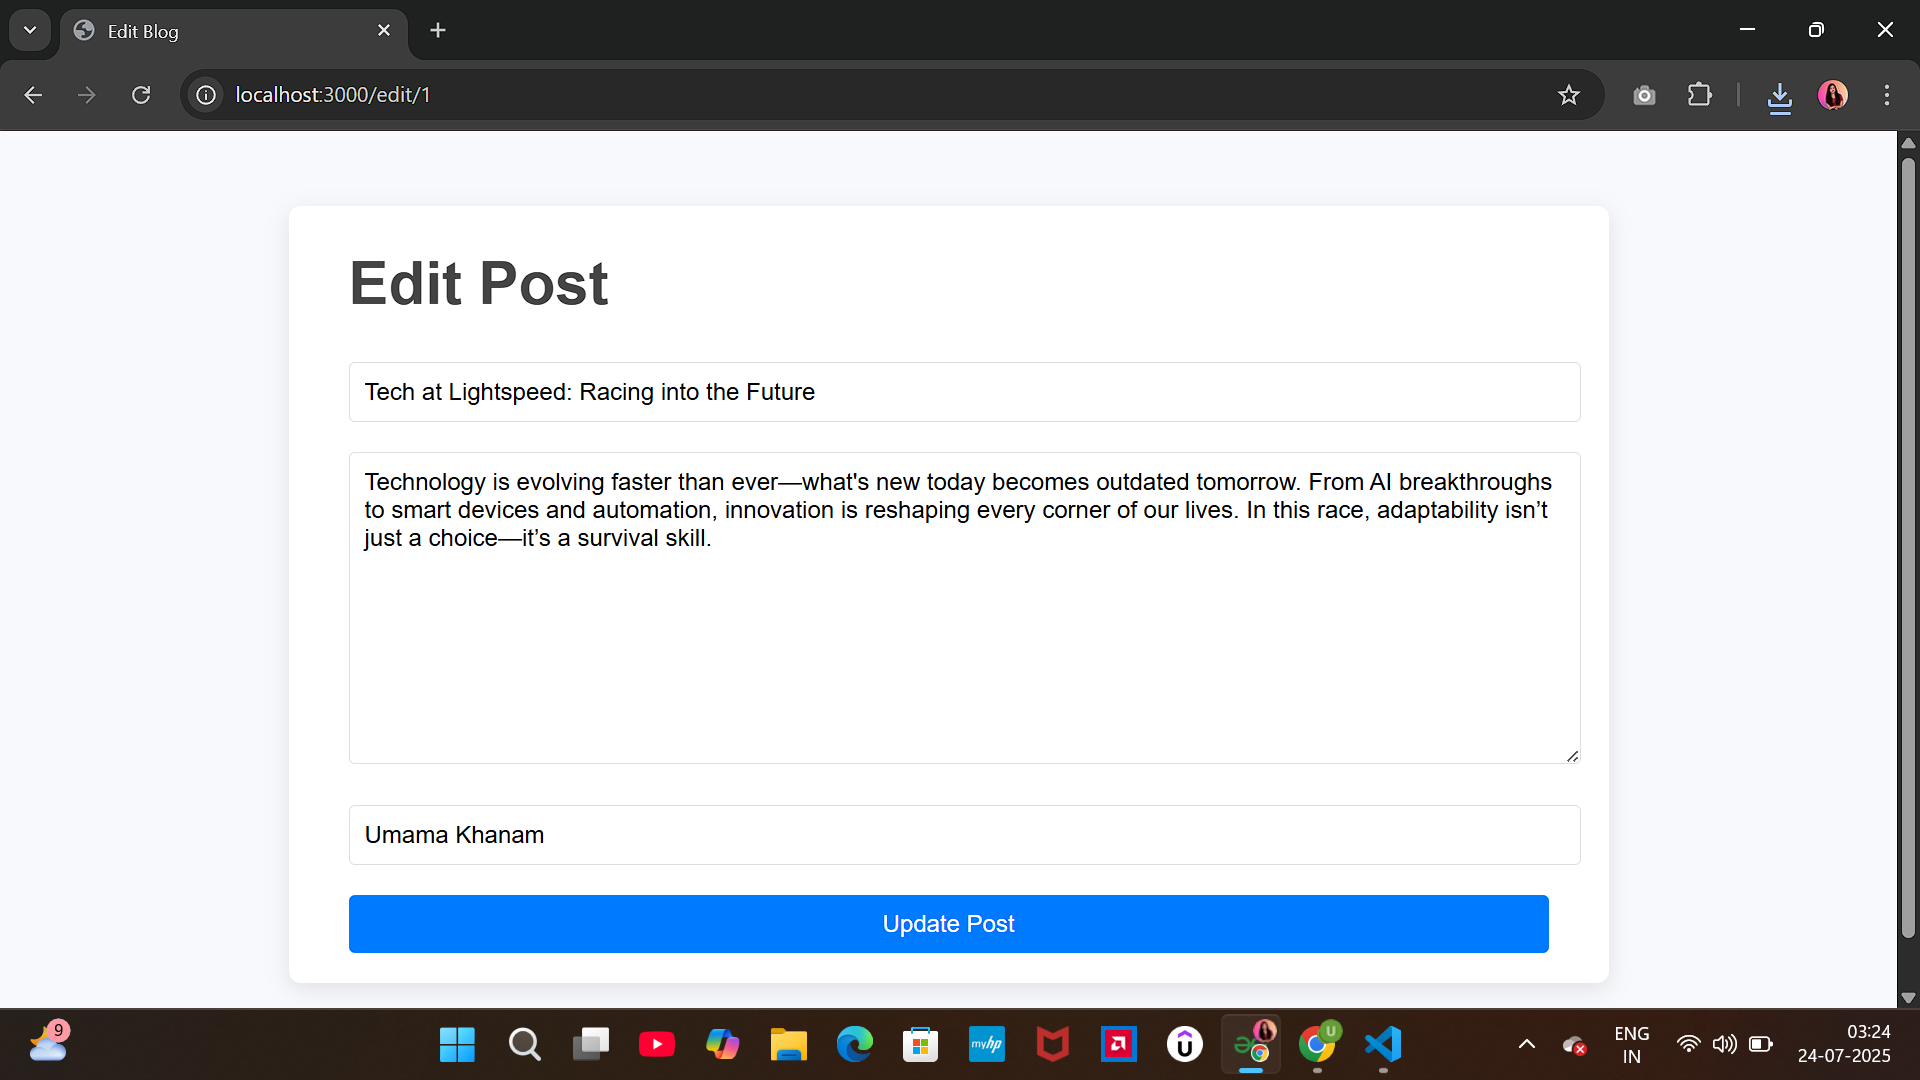 Edit Blog
localhost:3000/edit/1
Edit Post
Tech at Lightspeed: Racing into the Future
Technology is evolving faster than ever—what's new today becomes outdated tomorrow. From AI breakthroughs
to smart devices and automation, innovation is reshaping every corner of our lives. In this race, adaptability isn’t
just a choice—it’s a survival skill.
Umama Khanam
Update Post
9
myhp
U
ENG
IN
03:24
24-07-2025